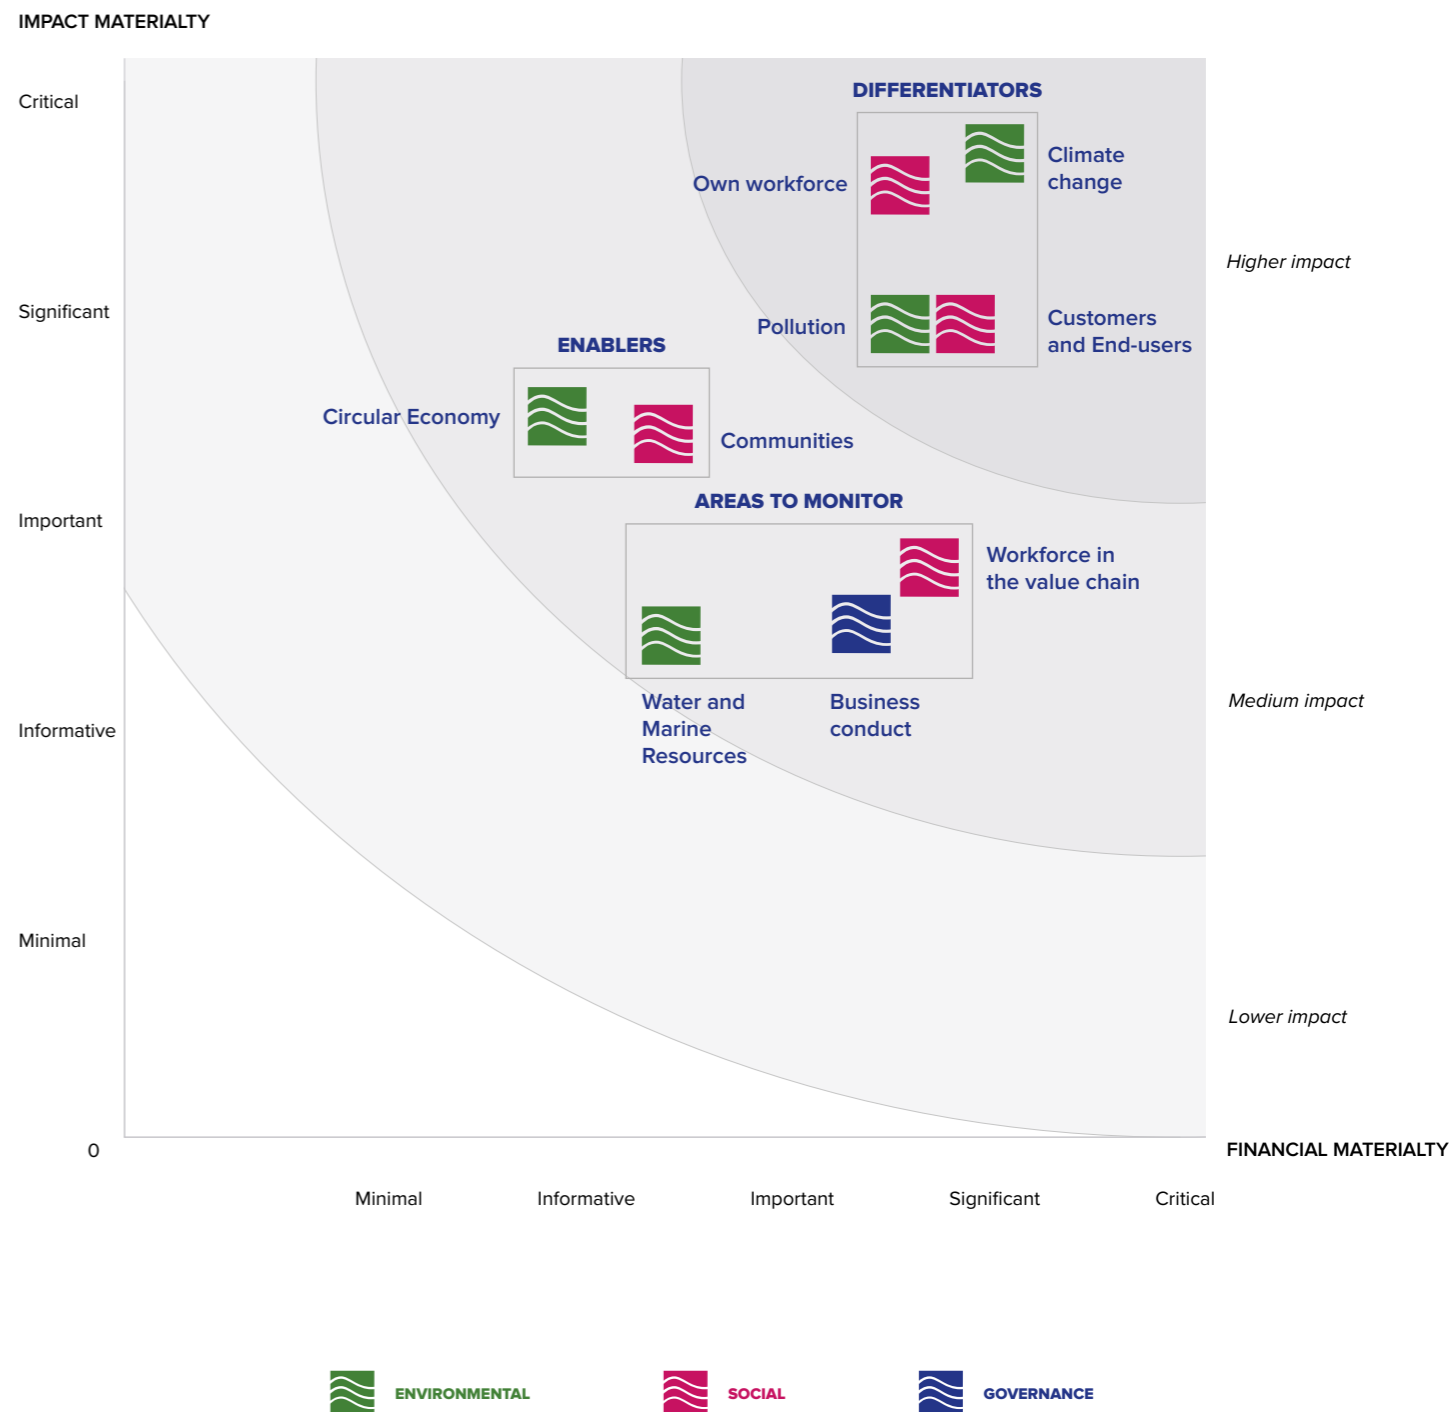 IMPACT MATERIALTY
Critical
DIFFERENTIATORS
Climate
change
Own workforce
Higher impact
Significant
Pollution
Customers
and End-users
ENABLERS
Circular Economy
Communities
AREAS TO MONITOR
Important
Workforce in
the value chain
Water and
Marine
Resources
Business
conduct
Medium impact
Informative
Minimal
Lower impact
0
FINANCIAL MATERIALTY
Minimal
Informative
Important
Significant
Critical
ENVIRONMENTAL
SOCIAL
GOVERNANCE